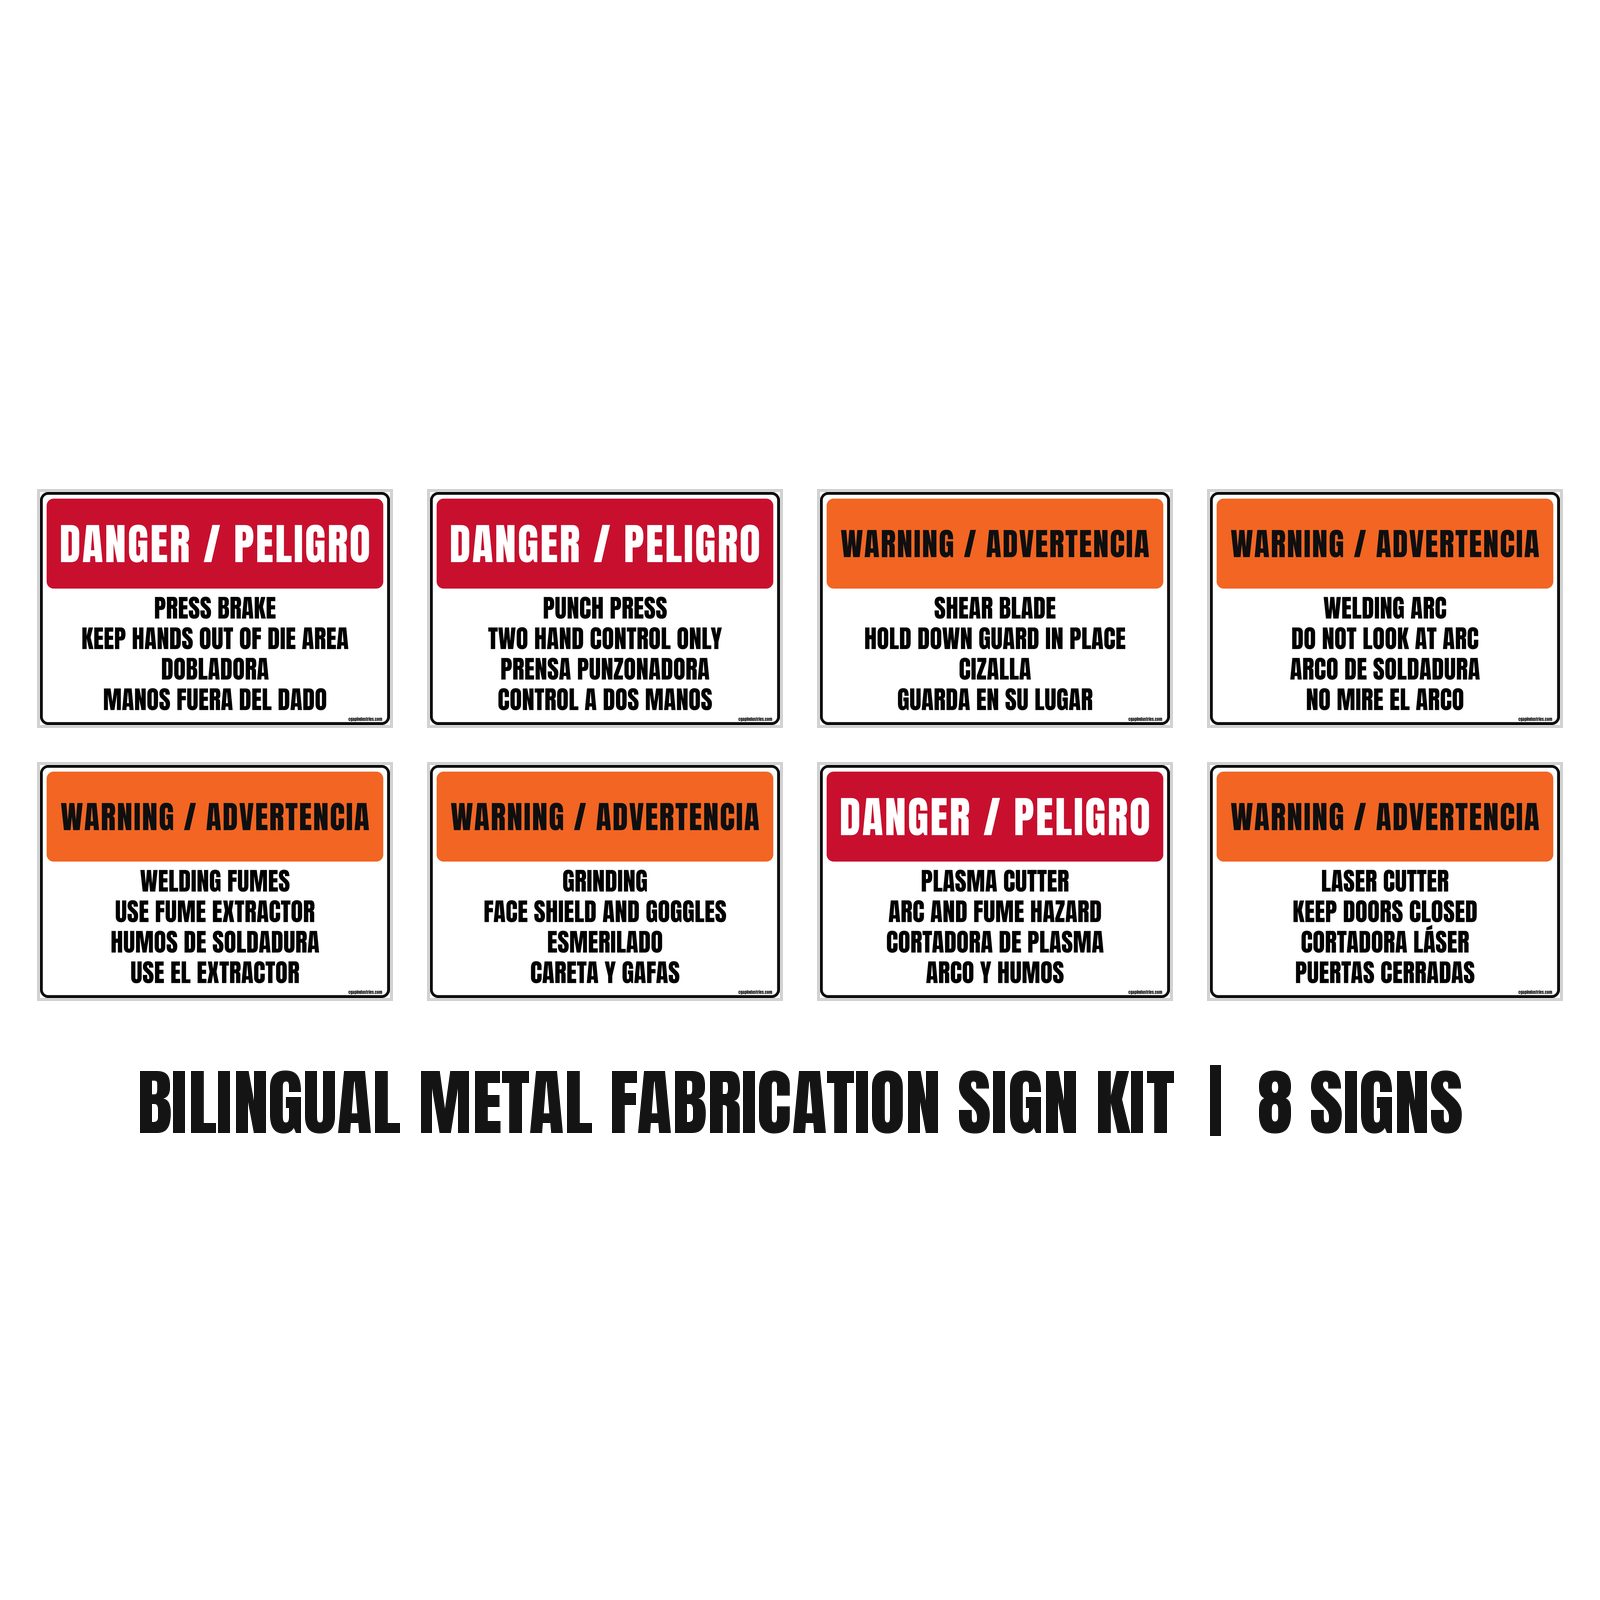 DANGER / PELIGRO
PRESS BRAKE
KEEP HANDS OUT OF DIE AREA
DOBLADORA
MANOS FUERA DEL DADO
DANGER / PELIGRO
PUNCH PRESS
TWO HAND CONTROL ONLY
PRENSA PUNZONADORA
CONTROL A DOS MANOS
WARNING / ADVERTENCIA
SHEAR BLADE
HOLD DOWN GUARD IN PLACE
CIZALLA
GUARDA EN SU LUGAR
WARNING / ADVERTENCIA
WELDING ARC
DO NOT LOOK AT ARC
ARCO DE SOLDADURA
NO MIRE EL ARCO
WARNING / ADVERTENCIA
WELDING FUMES
USE FUME EXTRACTOR
HUMOS DE SOLDADURA
USE EL EXTRACTOR
WARNING / ADVERTENCIA
GRINDING
FACE SHIELD AND GOGGLES
ESMERILADO
CARETA Y GAFAS
DANGER / PELIGRO
PLASMA CUTTER
ARC AND FUME HAZARD
CORTADORA DE PLASMA
ARCO Y HUMOS
WARNING / ADVERTENCIA
LASER CUTTER
KEEP DOORS CLOSED
CORTADORA LÁSER
PUERTAS CERRADAS
BILINGUAL METAL FABRICATION SIGN KIT | 8 SIGNS